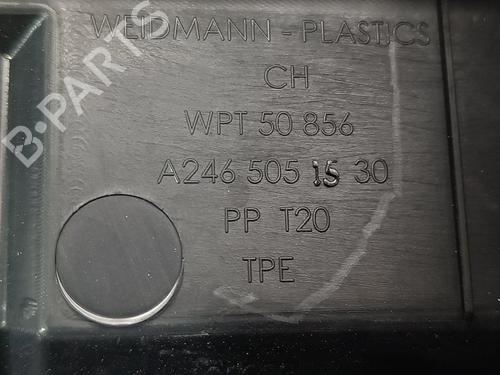 WEIDMANN - PLASTICS
CH
WPT 50 856
A246 505 15 30
PP T20
TPE
B-PARTS